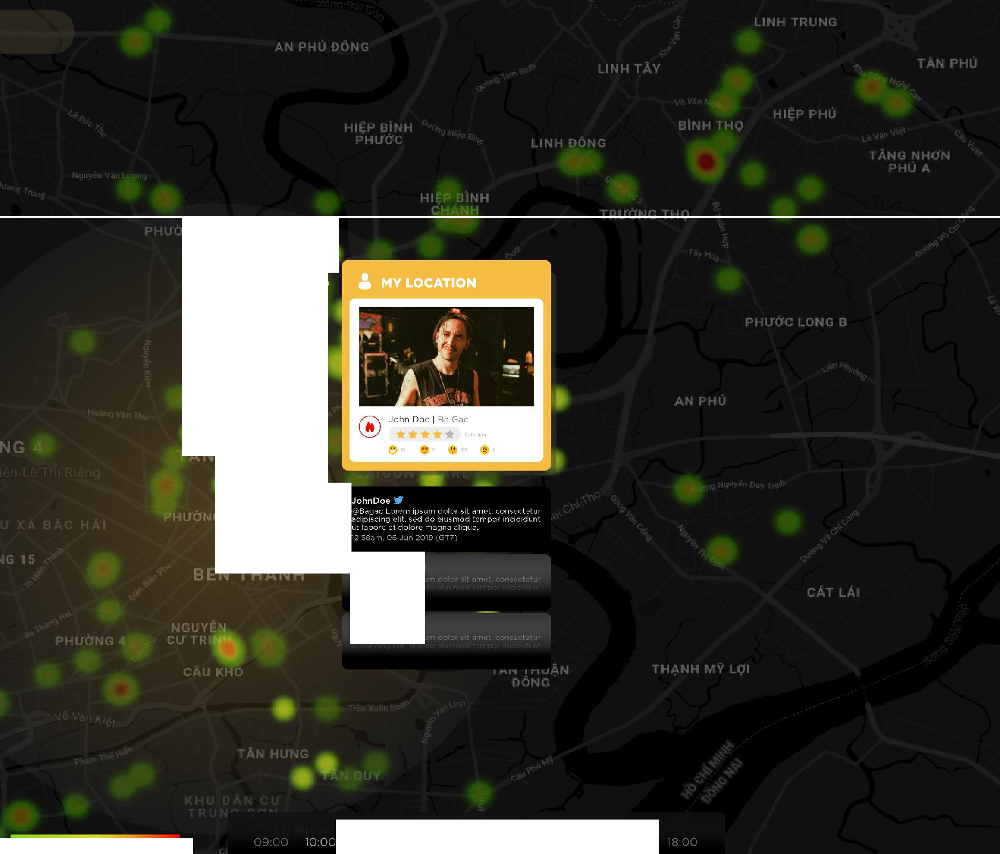 Sông Sài Gòn
LINH TRUNG
AN PHÚ ĐÔNG
Kha Vạn Cân
TÂN PHÚ
LINH TÂY
Đường Tam Bình
Khu Công Nghệ Cao
Võ Văn Ngân
HIỆP PHÚ
Lê Đức Thọ
BÌNH THỌ
HIỆP BÌNH
PHƯỚC
Đường Hiệp Bình
Lê Văn Việt
Cầu Vượt
LINH ĐÔNG
TĂNG NHƠN
PHÚ A
Nguyễn Văn Lượng
Quang Trung
Đường số 2
HIỆP BÌNH
CHÁNH
TRƯỜNG THỌ
Đỗ Xuân Hợp
Đường Võ Chí Công
Tây Hòa
MY LOCATION
PHƯỚC LONG B
Nguyễn Kiệm
Liên Phường
AN PHÚ
Hoàng Văn Thụ
John Doe | Ba Gac
Rate him
10 8 20 2
NG 4
iên Lê Thị Riêng
SAIGON PEARL
Đường Nguyễn Duy Trinh
JohnDoe
@Bagac Lorem ipsum dolor sit amet, consectetur
adipiscing elit, sed do eiusmod tempor incididunt
ut labore et dolore magna aliqua.
12:58am, 06 Jun 2019 (GT7)
ai Chí Thọ
Đồng Văn Cống
Nguyễn Thị Định
Đường Võ Chí Công
PHƯỜN
Ư XÁ BẮC HẢI
NG 15
Tô Hiến Thành
Điện Biên Phủ
BẾN THÀNH
um dolor sit amet, consectetur
do eiusmod tempor incididunt
CÁT LÁI
Ba Tháng Hai
NGUYỄN
CƯ TRINH
PHƯỜNG 4
Trần Phú
um dolor sit amet, consectetur
adipiscing elit, sed do eiusmod tempor incididunt
Sông Soài Rạp
CẦU KHO
TÂN THUẬN
ĐÔNG
THẠNH MỸ LỢI
Trần Xuân Soạn
Nguyễn Văn Linh
Võ Văn Kiệt
TÂN HƯNG
Phạm Thế Hiển
Cầu Phú Mỹ
TÂN QUY
HỒ CHÍ MINH
ĐỒNG NAI
KHU DÂN CƯ
TRUNG SƠN
TÂN PHONG
09:00 10:00 18:00